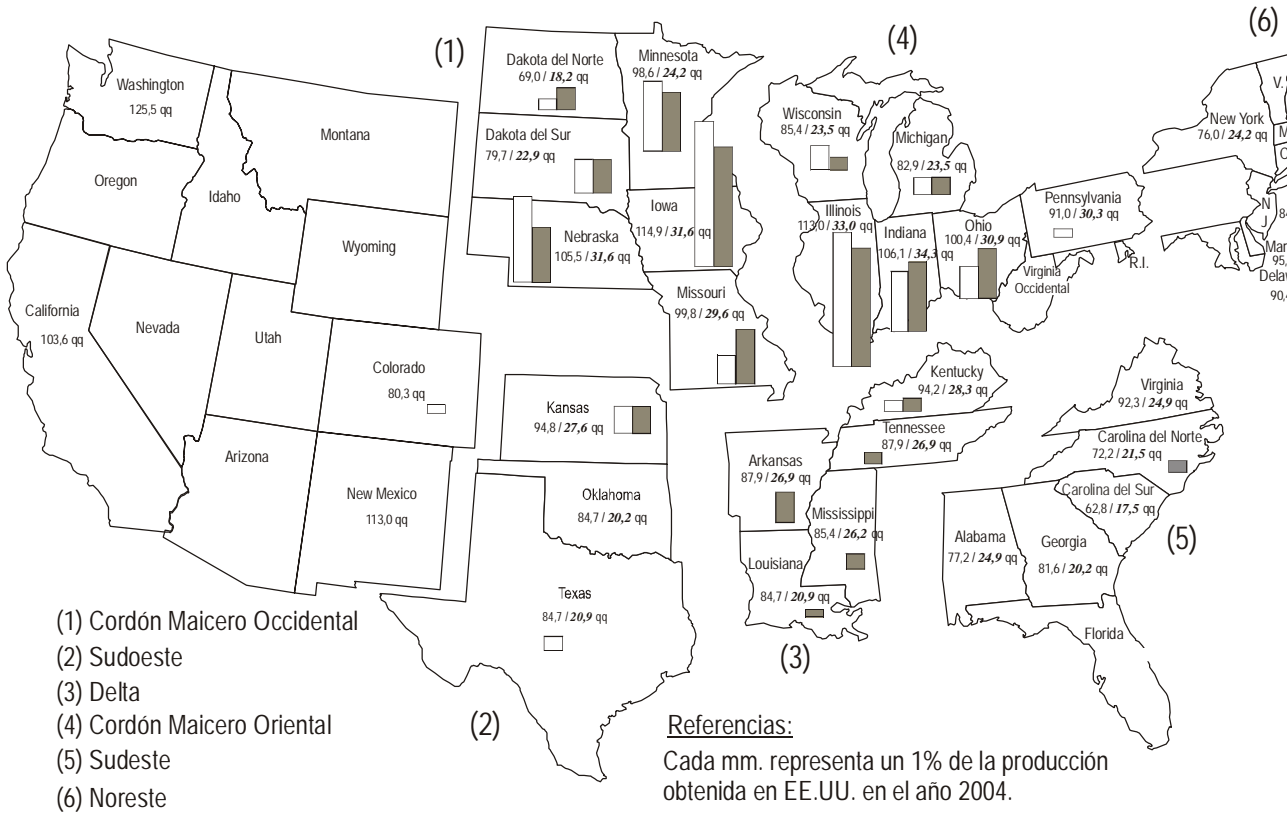 (1)
(4)
(6)
Washington
125,5 qq
Montana
Oregon
Idaho
Wyoming
California
103,6 qq
Nevada
Utah
Colorado
80,3 qq
Arizona
New Mexico
113,0 qq
Dakota del Norte
69,0 / 18,2 qq
Minnesota
98,6 / 24,2 qq
Dakota del Sur
79,7 / 22,9 qq
Iowa
114,9 / 31,6 qq
Nebraska
105,5 / 31,6 qq
Missouri
99,8 / 29,6 qq
Kansas
94,8 / 27,6 qq
Oklahoma
84,7 / 20,2 qq
Texas
84,7 / 20,9 qq
(2)
Wisconsin
85,4 / 23,5 qq
Michigan
82,9 / 23,5 qq
Illinois
113,0 / 33,0 qq
Indiana
106,1 / 34,3 qq
Ohio
100,4 / 30,9 qq
Virginia
Occidental
Kentucky
94,2 / 28,3 qq
Tennessee
87,9 / 26,9 qq
Arkansas
87,9 / 26,9 qq
Mississippi
85,4 / 26,2 qq
Louisiana
84,7 / 20,9 qq
(3)
Pennsylvania
91,0 / 30,3 qq
R.I.
New York
76,0 / 24,2 qq
V.
M
C
N
J
84
Mar
95,
Delaw
90,4
Virginia
92,3 / 24,9 qq
Carolina del Norte
72,2 / 21,5 qq
Carolina del Sur
62,8 / 17,5 qq
(5)
Alabama
77,2 / 24,9 qq
Georgia
81,6 / 20,2 qq
Florida
(1) Cordón Maicero Occidental
(2) Sudoeste
(3) Delta
(4) Cordón Maicero Oriental
(5) Sudeste
(6) Noreste
Referencias:
Cada mm. representa un 1% de la producción
obtenida en EE.UU. en el año 2004.